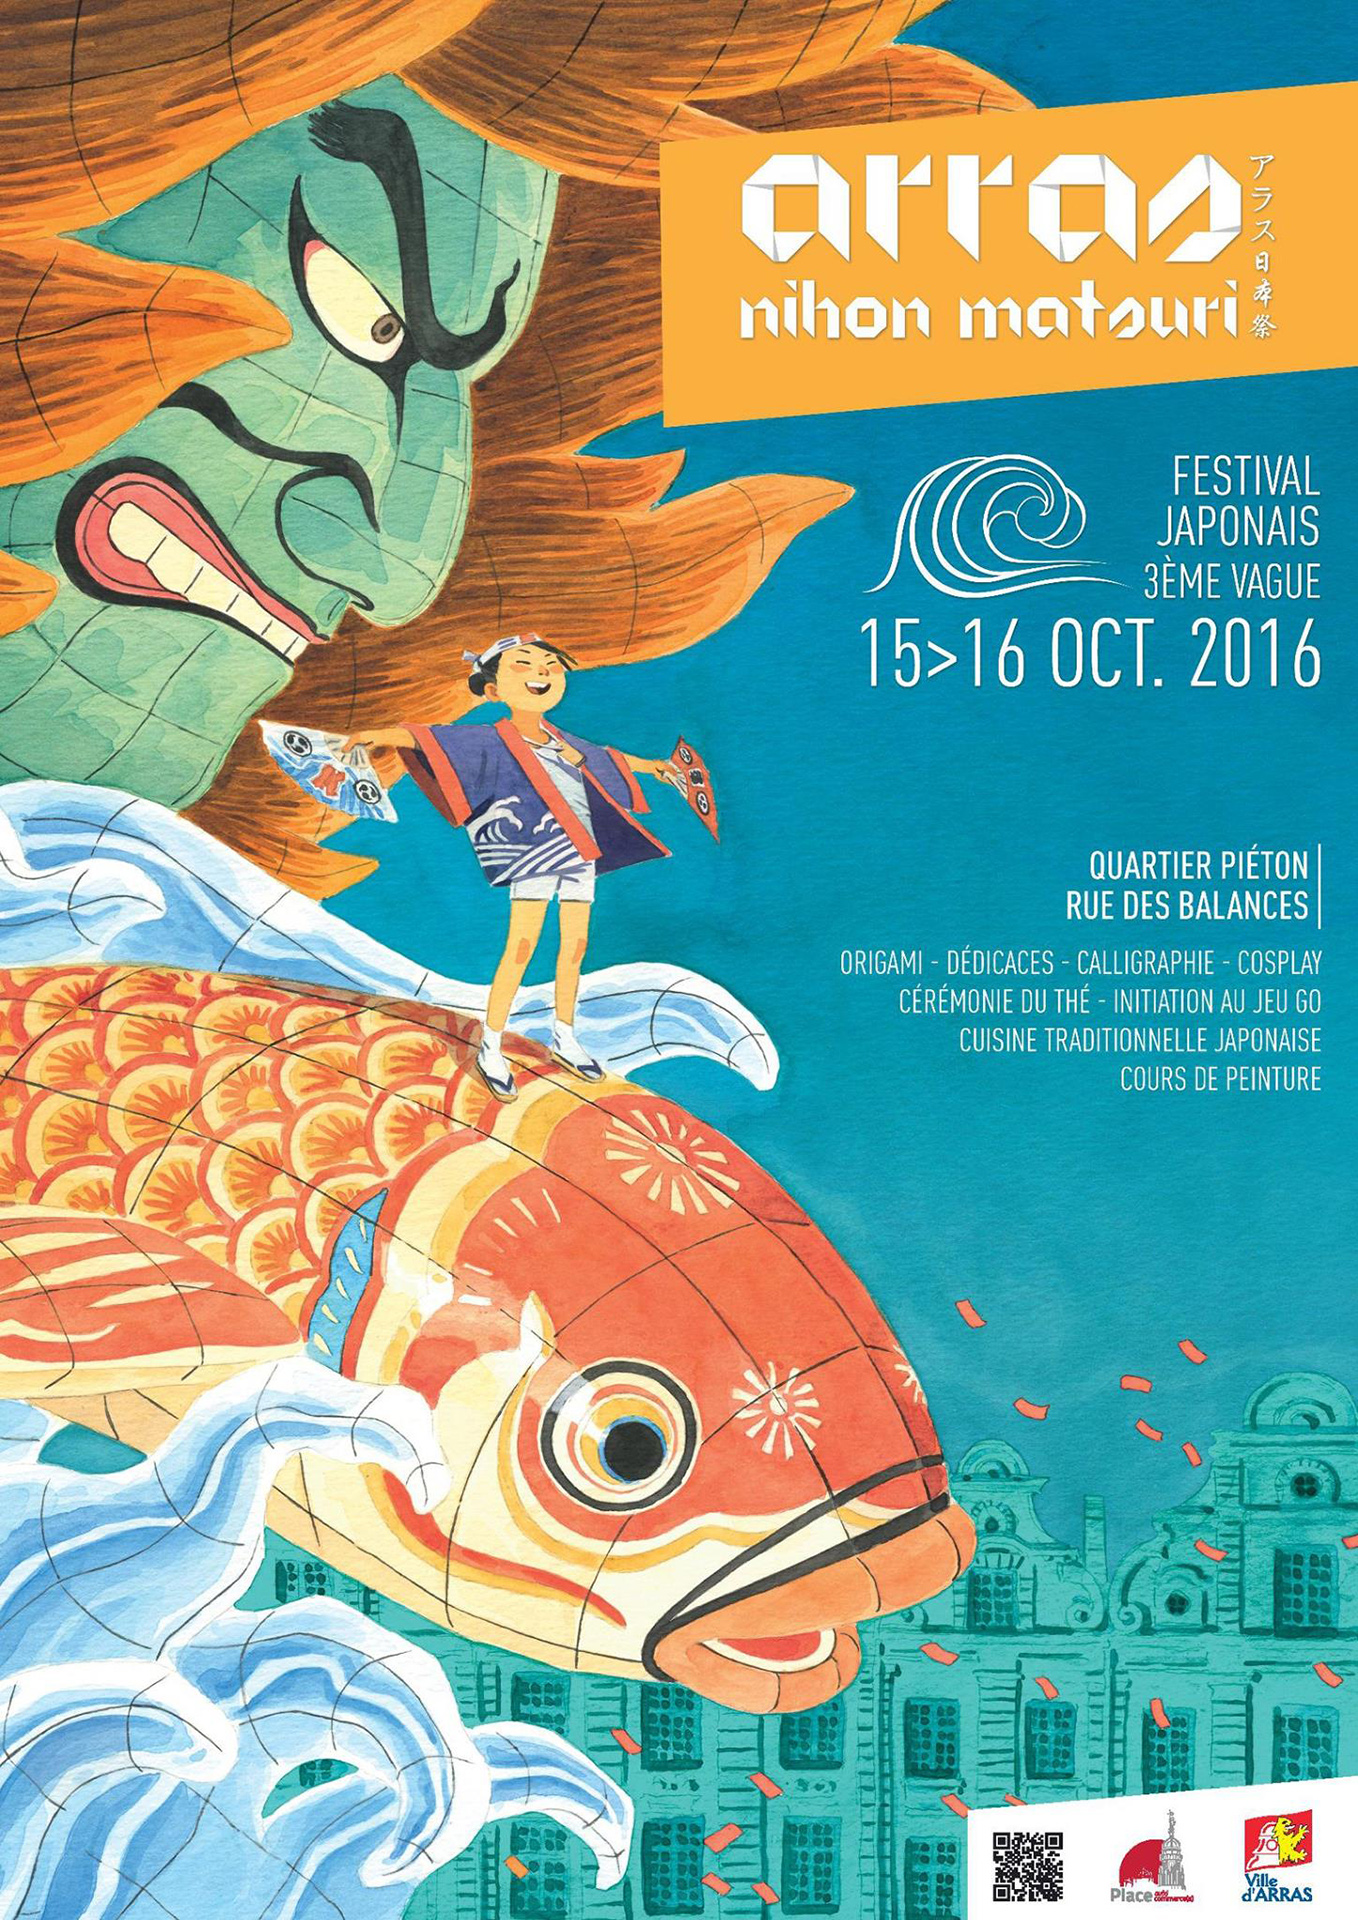 arras
nihon matsuri
アラス日本祭
FESTIVAL
JAPONAIS
3ÈME VAGUE
15>16 OCT. 2016
QUARTIER PIÉTON
RUE DES BALANCES
ORIGAMI - DÉDICACES - CALLIGRAPHIE - COSPLAY
CÉRÉMONIE DU THÉ - INITIATION AU JEU GO
CUISINE TRADITIONNELLE JAPONAISE
COURS DE PEINTURE
Place
Ville
d'ARRAS